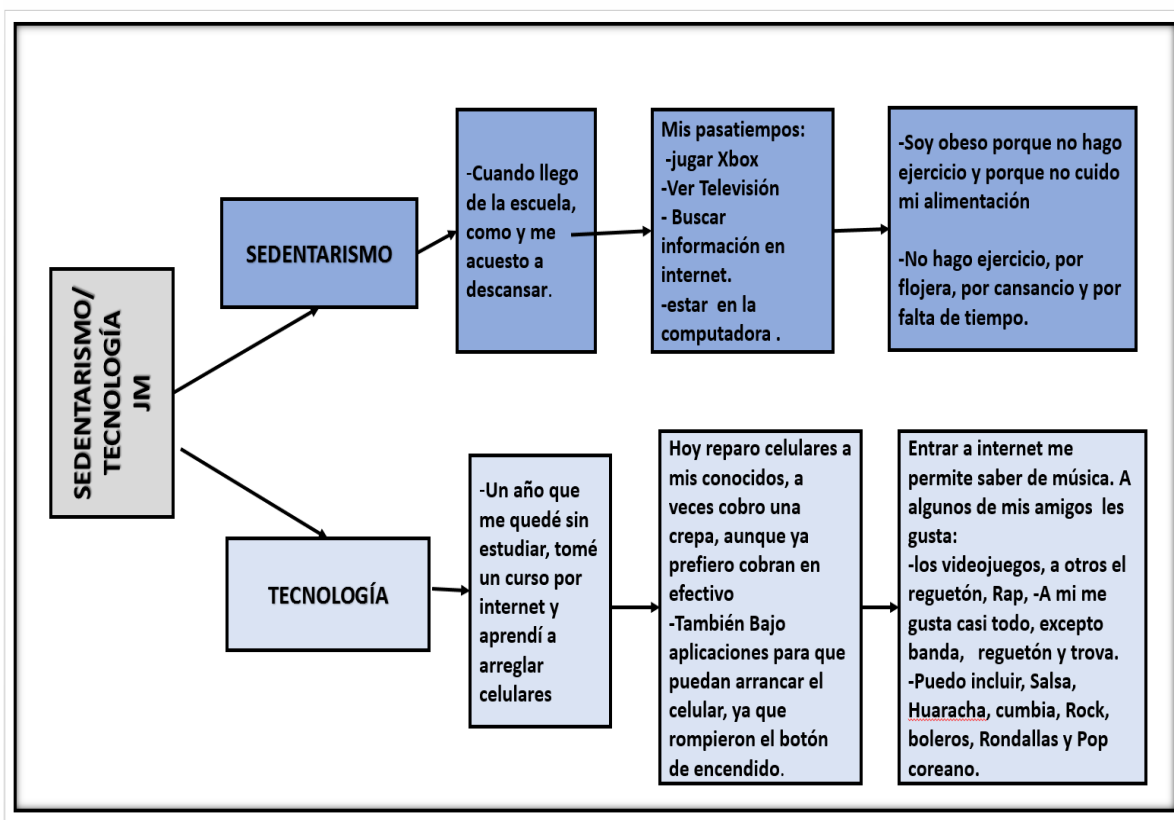 SEDENTARISMO/
TECNOLOGÍA
JM
SEDENTARISMO
-Cuando llego
de la escuela,
como y me
acuesto a
descansar.
Mis pasatiempos:
-jugar Xbox
-Ver Televisión
- Buscar
información en
internet.
-estar en la
computadora .
-Soy obeso porque no hago
ejercicio y porque no cuido
mi alimentación
-No hago ejercicio, por
flojera, por cansancio y por
falta de tiempo.
TECNOLOGÍA
-Un año que
me quedé sin
estudiar, tomé
un curso por
internet y
aprendí a
arreglar
celulares
Hoy reparo celulares a
mis conocidos, a
veces cobro una
crepa, aunque ya
prefiero cobran en
efectivo
-También Bajo
aplicaciones para que
puedan arrancar el
celular, ya que
rompieron el botón
de encendido.
Entrar a internet me
permite saber de música. A
algunos de mis amigos les
gusta:
-los videojuegos, a otros el
reguetón, Rap, -A mi me
gusta casi todo, excepto
banda, reguetón y trova.
-Puedo incluir, Salsa,
Huaracha, cumbia, Rock,
boleros, Rondallas y Pop
coreano.